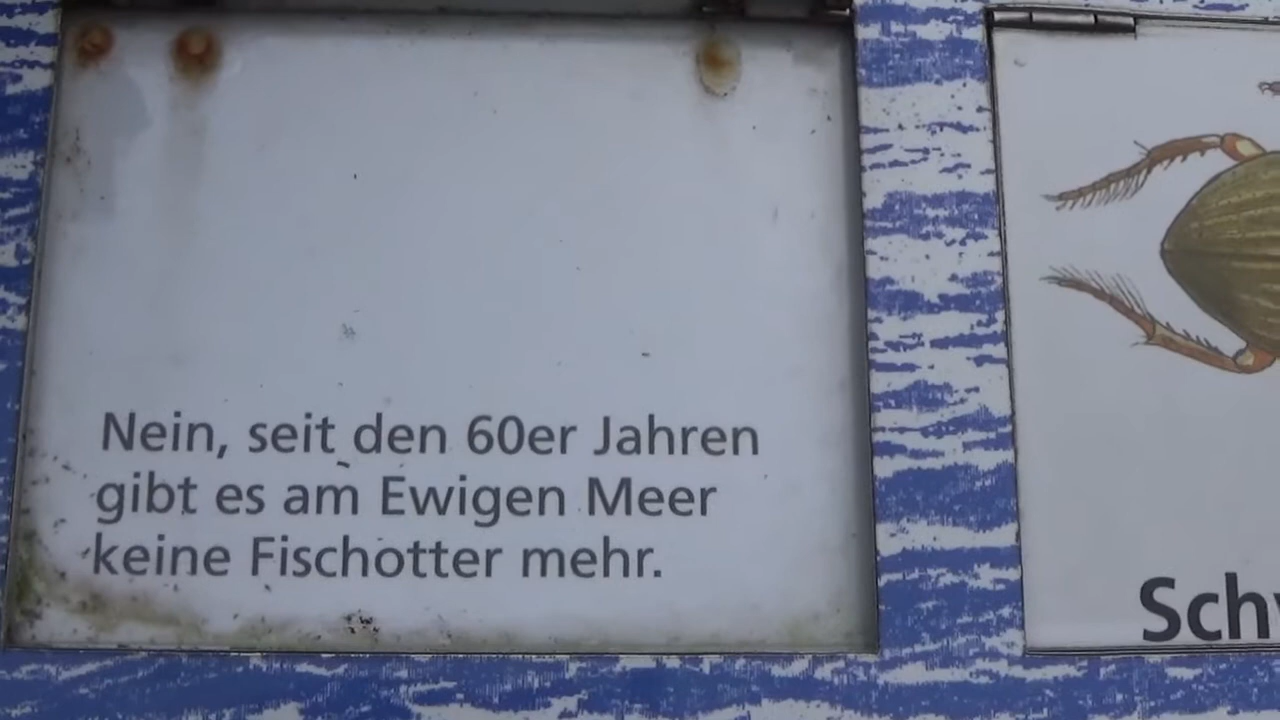 Nein, seit den 60er Jahren
gibt es am Ewigen Meer
keine Fischotter mehr.